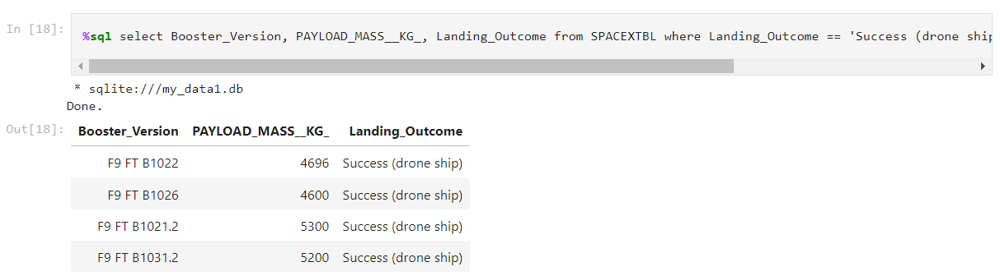 In [18]:
%sql select Booster_Version, PAYLOAD_MASS__KG_, Landing_Outcome from SPACEXTBL where Landing_Outcome == 'Success (drone ship
* sqlite:///my_data1.db
Done.
Out[18]:
Booster_Version PAYLOAD_MASS__KG_ Landing_Outcome
F9 FT B1022 4696 Success (drone ship)
F9 FT B1026 4600 Success (drone ship)
F9 FT B1021.2 5300 Success (drone ship)
F9 FT B1031.2 5200 Success (drone ship)